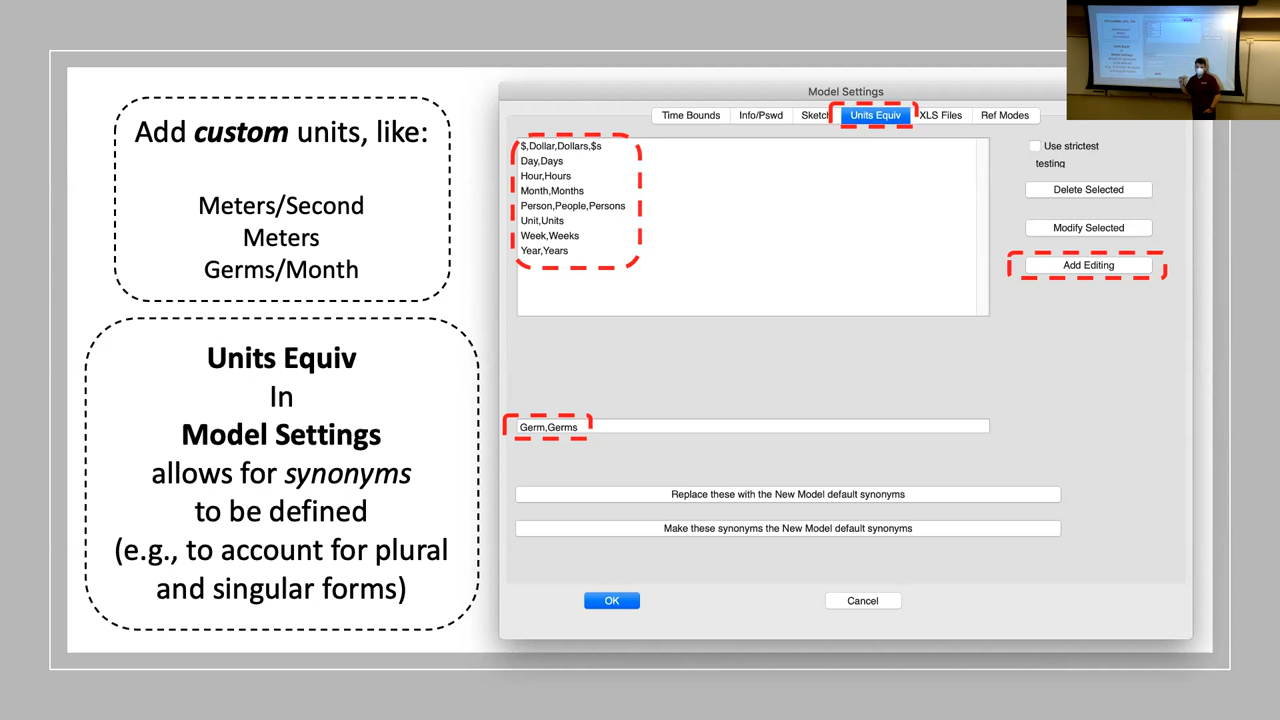 Add custom units, like:
Meters/Second
Meters
Germs/Month
Units Equiv
In
Model Settings
allows for synonyms
to be defined
(e.g., to account for plural
and singular forms)
Model Settings
Time Bounds
Info/Pswd
Sketch
Units Equiv
XLS Files
Ref Modes
$,Dollar,Dollars,$s
Day,Days
Hour,Hours
Month,Months
Person,People,Persons
Unit,Units
Week,Weeks
Year,Years
Use strictest
testing
Delete Selected
Modify Selected
Add Editing
Germ,Germs
Replace these with the New Model default synonyms
Make these synonyms the New Model default synonyms
OK
Cancel